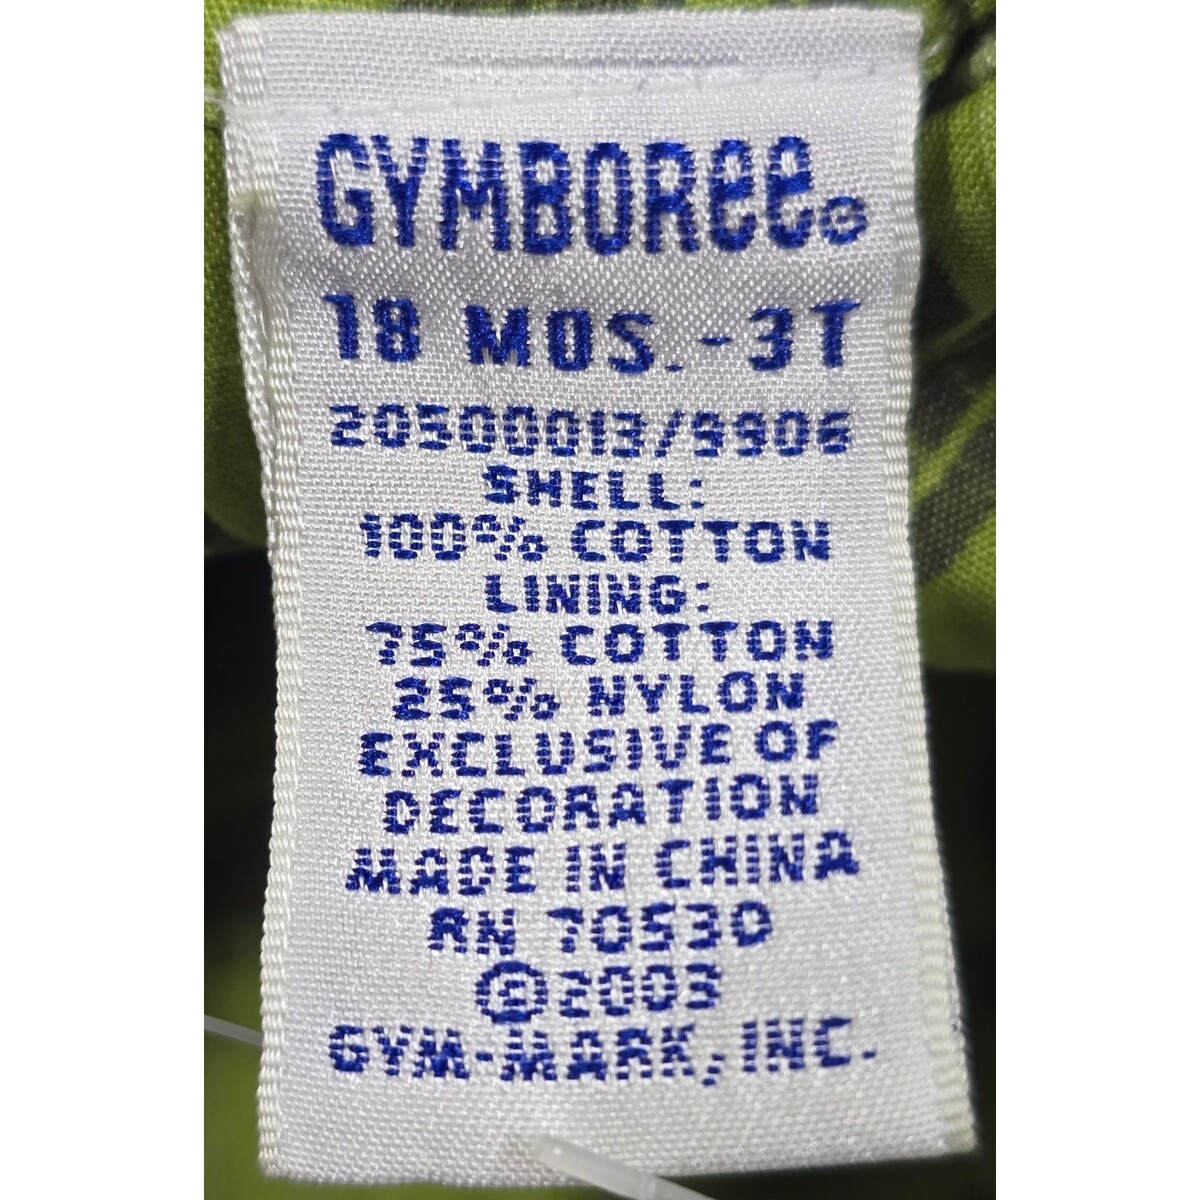 GYMBOREE®
18 MOS.-3T
20500013/9906
SHELL:
100% COTTON
LINING:
75% COTTON
25% NYLON
EXCLUSIVE OF
DECORATION
MADE IN CHINA
RN 70530
©2003
GYM-MARK, INC.